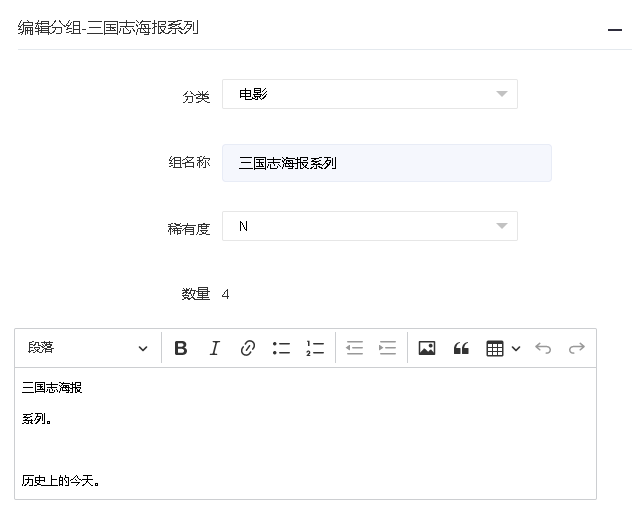 编辑分组-三国志海报系列
分类 电影
组名称 三国志海报系列
稀有度 N
数量 4
段落
三国志海报
系列。
历史上的今天。